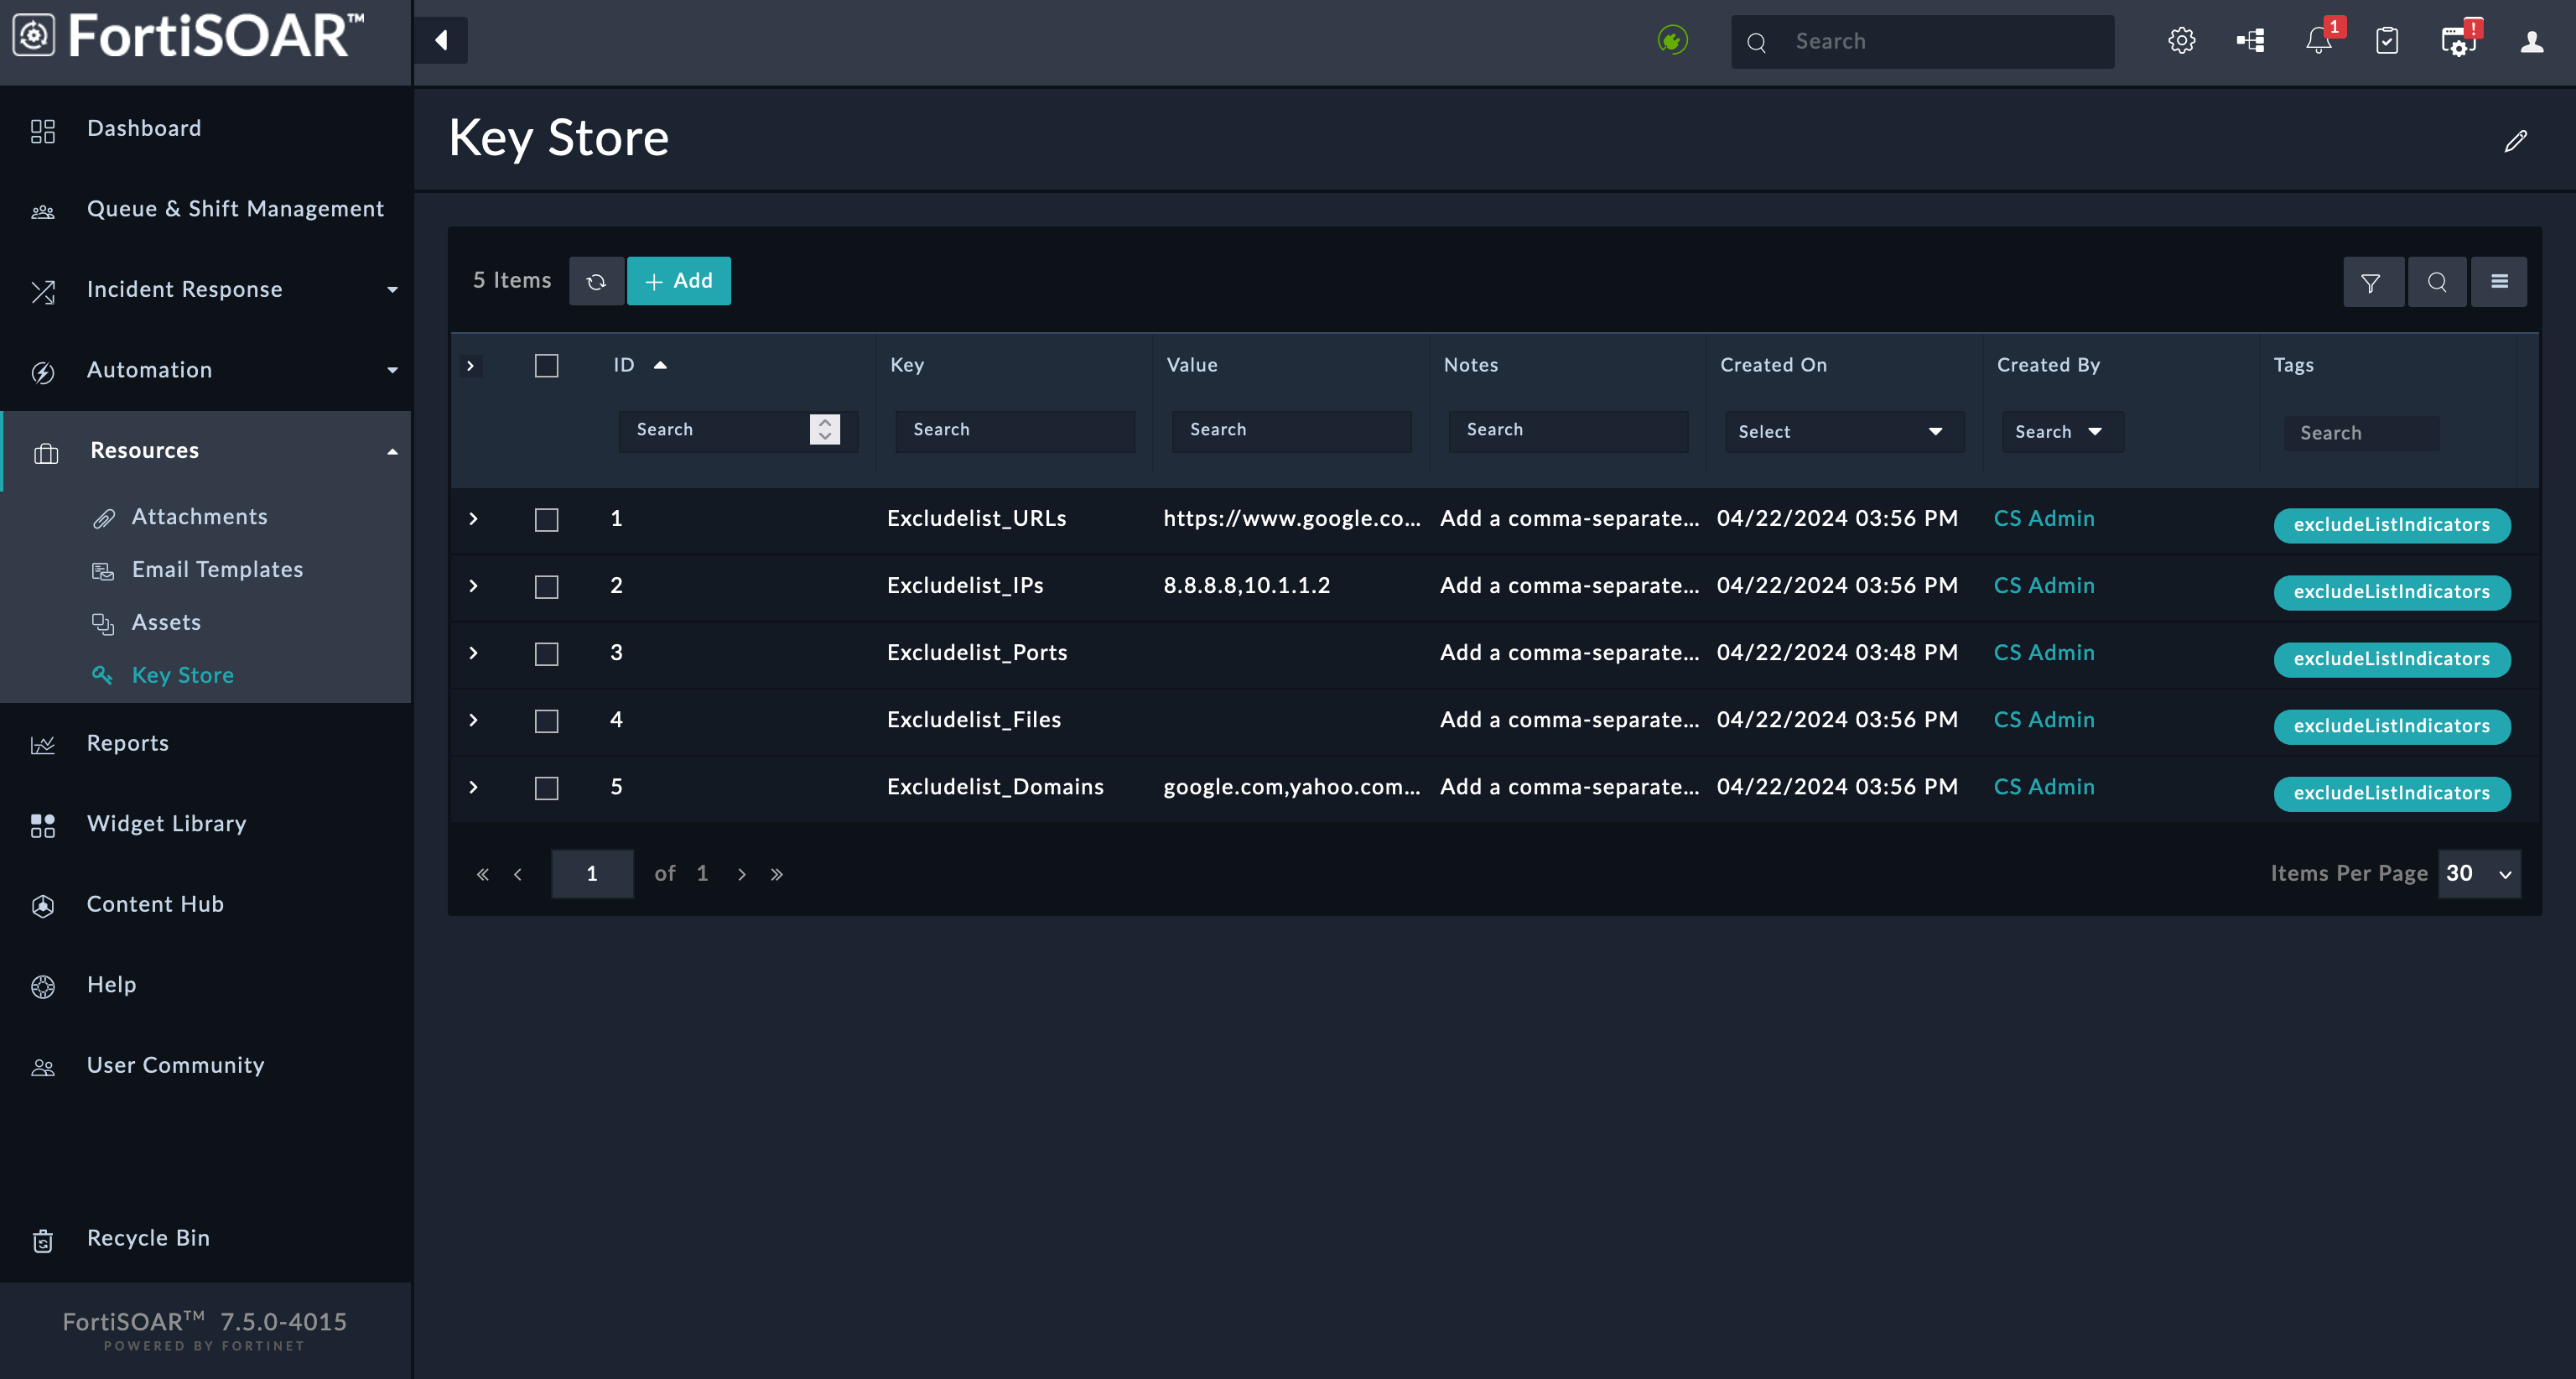 FortiSOAR™
Search
1
!
Dashboard
Queue & Shift Management
Incident Response
Automation
Resources
Attachments
Email Templates
Assets
Key Store
Reports
Widget Library
Content Hub
Help
User Community
Recycle Bin
FortiSOAR™ 7.5.0-4015
POWERED BY FORTINET
Key Store
5 Items
+ Add
ID Key Value Notes Created On Created By Tags
Search Search Search Search Select Search Search
1 Excludelist_URLs https://www.google.co... Add a comma-separate... 04/22/2024 03:56 PM CS Admin excludeListIndicators
2 Excludelist_IPs 8.8.8.8,10.1.1.2 Add a comma-separate... 04/22/2024 03:56 PM CS Admin excludeListIndicators
3 Excludelist_Ports Add a comma-separate... 04/22/2024 03:48 PM CS Admin excludeListIndicators
4 Excludelist_Files Add a comma-separate... 04/22/2024 03:56 PM CS Admin excludeListIndicators
5 Excludelist_Domains google.com,yahoo.com... Add a comma-separate... 04/22/2024 03:56 PM CS Admin excludeListIndicators
« ‹ 1 of 1 › » Items Per Page 30